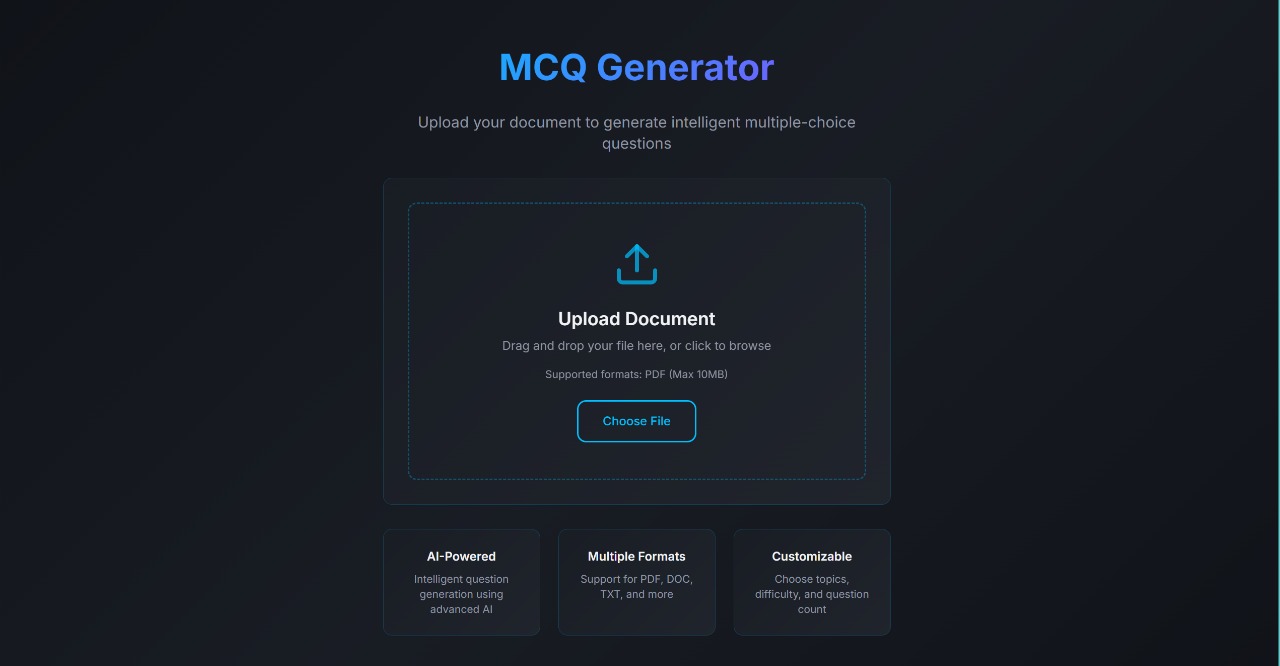 MCQ Generator
Upload your document to generate intelligent multiple-choice
questions
Upload Document
Drag and drop your file here, or click to browse
Supported formats: PDF (Max 10MB)
Choose File
AI-Powered
Intelligent question
generation using
advanced AI
Multiple Formats
Support for PDF, DOC,
TXT, and more
Customizable
Choose topics,
difficulty, and question
count